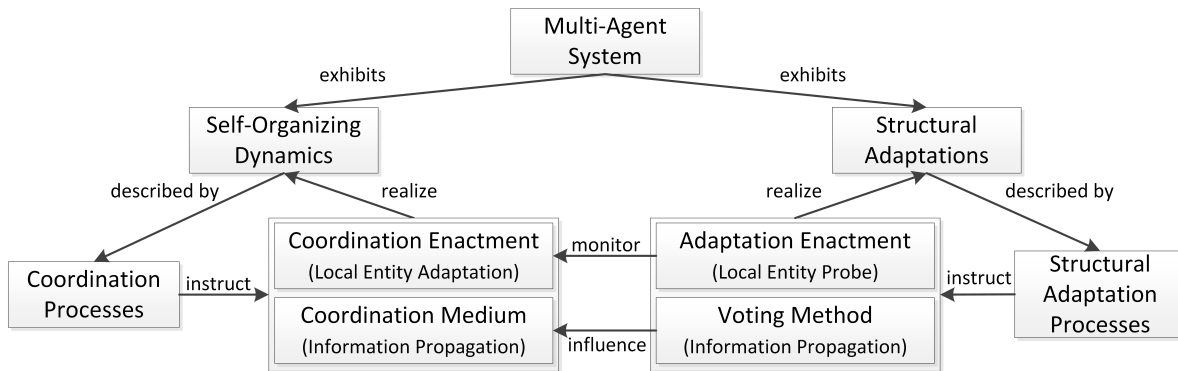 Multi-Agent
System
exhibits
exhibits
Self-Organizing
Dynamics
Structural
Adaptations
described by
realize
realize
described by
Coordination Enactment
(Local Entity Adaptation)
monitor
Adaptation Enactment
(Local Entity Probe)
Coordination
Processes
instruct
instruct
Structural
Adaptation
Processes
Coordination Medium
(Information Propagation)
influence
Voting Method
(Information Propagation)